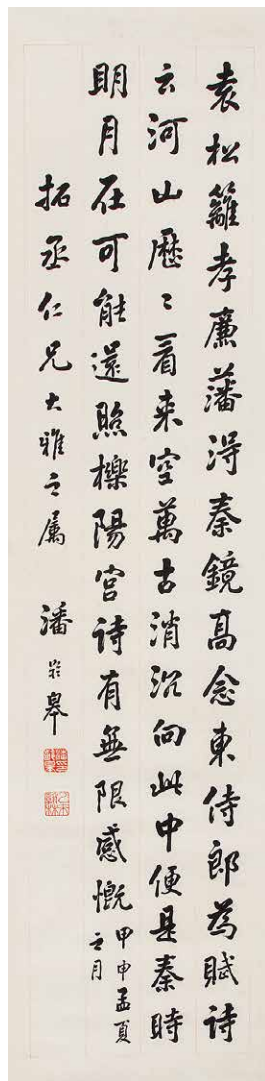 袁松籬孝廉藩得秦鏡高念東侍郎為賦詩
云河山歷〻看来空萬古消沉向此中便是秦時
眀月在可能還照櫟陽宮詩有無限感慨
甲申孟夏
之月
拓丞仁兄大雅之屬 潘齡皋